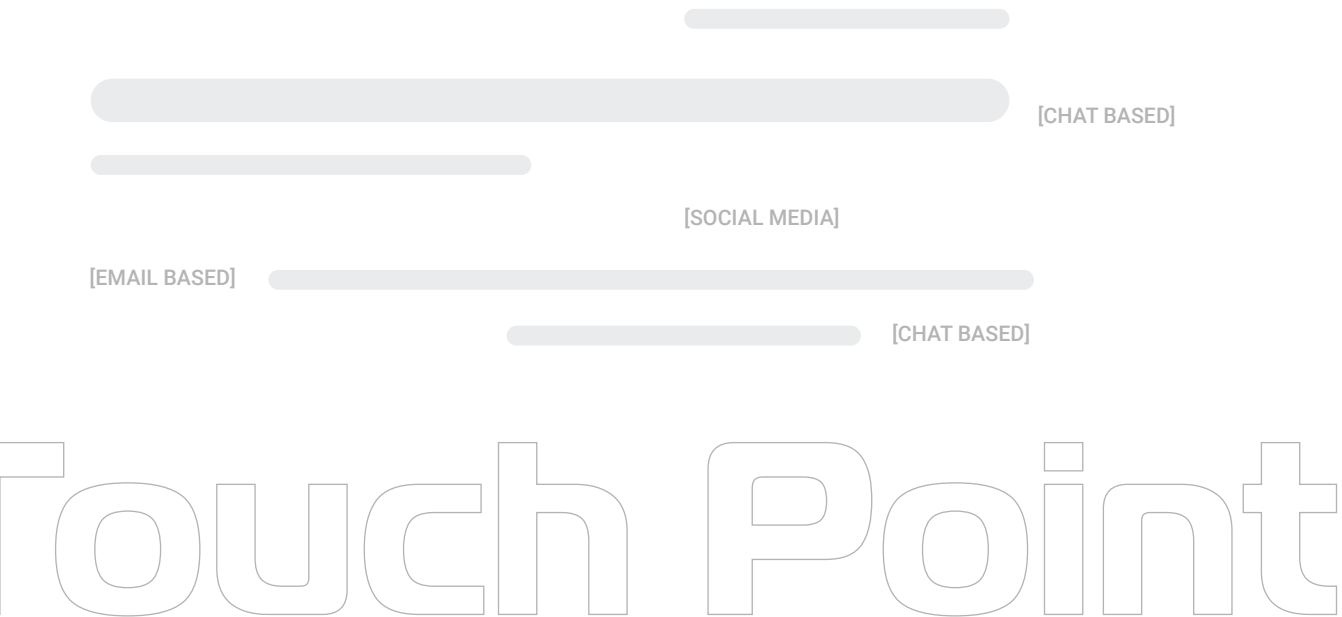 [CHAT BASED]
[SOCIAL MEDIA]
[EMAIL BASED]
[CHAT BASED]
Touch Point